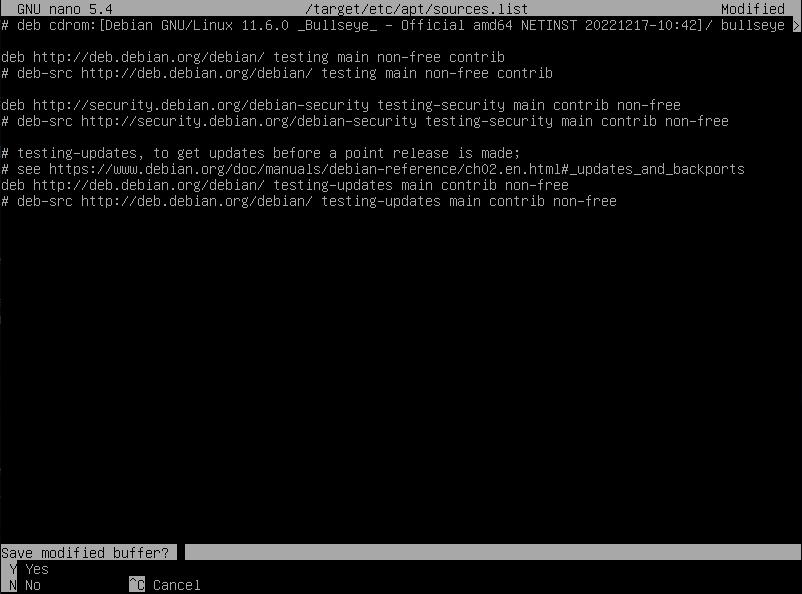 GNU nano 5.4 /target/etc/apt/sources.list Modified
# deb cdrom:[Debian GNU/Linux 11.6.0 _Bullseye_ - Official amd64 NETINST 20221217-10:42]/ bullseye >
deb http://deb.debian.org/debian/ testing main non-free contrib
# deb-src http://deb.debian.org/debian/ testing main non-free contrib
deb http://security.debian.org/debian-security testing-security main contrib non-free
# deb-src http://security.debian.org/debian-security testing-security main contrib non-free
# testing-updates, to get updates before a point release is made;
# see https://www.debian.org/doc/manuals/debian-reference/ch02.en.html#_updates_and_backports
deb http://deb.debian.org/debian/ testing-updates main contrib non-free
# deb-src http://deb.debian.org/debian/ testing-updates main contrib non-free
Save modified buffer?
Y Yes
N No ^C Cancel